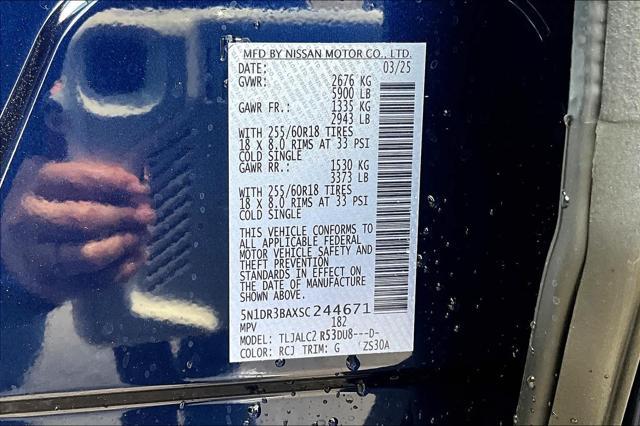 MFD BY NISSAN MOTOR CO., LTD.
DATE: 03/25
GVWR: 2676 KG
5900 LB
GAWR FR.: 1335 KG
2943 LB
WITH 255/60R18 TIRES
18 X 8.0 RIMS AT 33 PSI
COLD SINGLE
GAWR RR.: 1530 KG
3373 LB
WITH 255/60R18 TIRES
18 X 8.0 RIMS AT 33 PSI
COLD SINGLE
THIS VEHICLE CONFORMS TO
ALL APPLICABLE FEDERAL
MOTOR VEHICLE SAFETY AND
THEFT PREVENTION
STANDARDS IN EFFECT ON
THE DATE OF MANUFACTURE
SHOWN ABOVE.
5N1DR3BAXSC244671
MPV 182
MODEL: TLJALC2 R53DU8---D-
COLOR: RCJ TRIM: G ZS30A